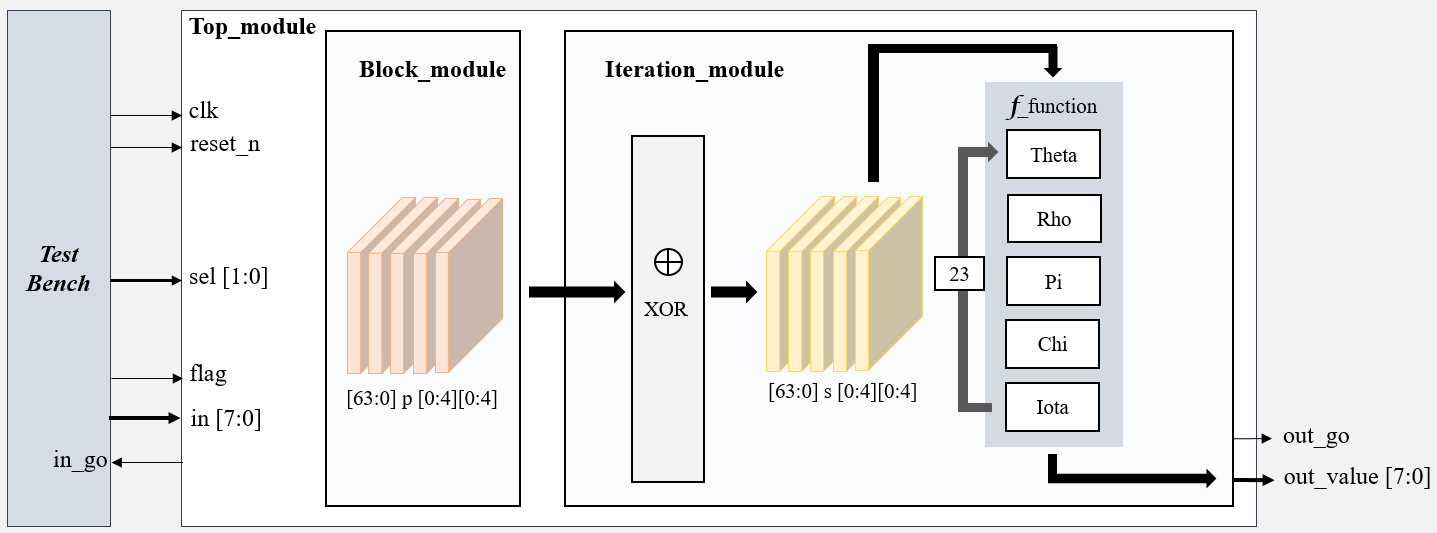 Top_module
Block_module
Iteration_module
clk
reset_n
Test
Bench
sel [1:0]
flag
in [7:0]
in_go
[63:0] p [0:4][0:4]
XOR
[63:0] s [0:4][0:4]
f_function
Theta
Rho
23
Pi
Chi
Iota
out_go
out_value [7:0]